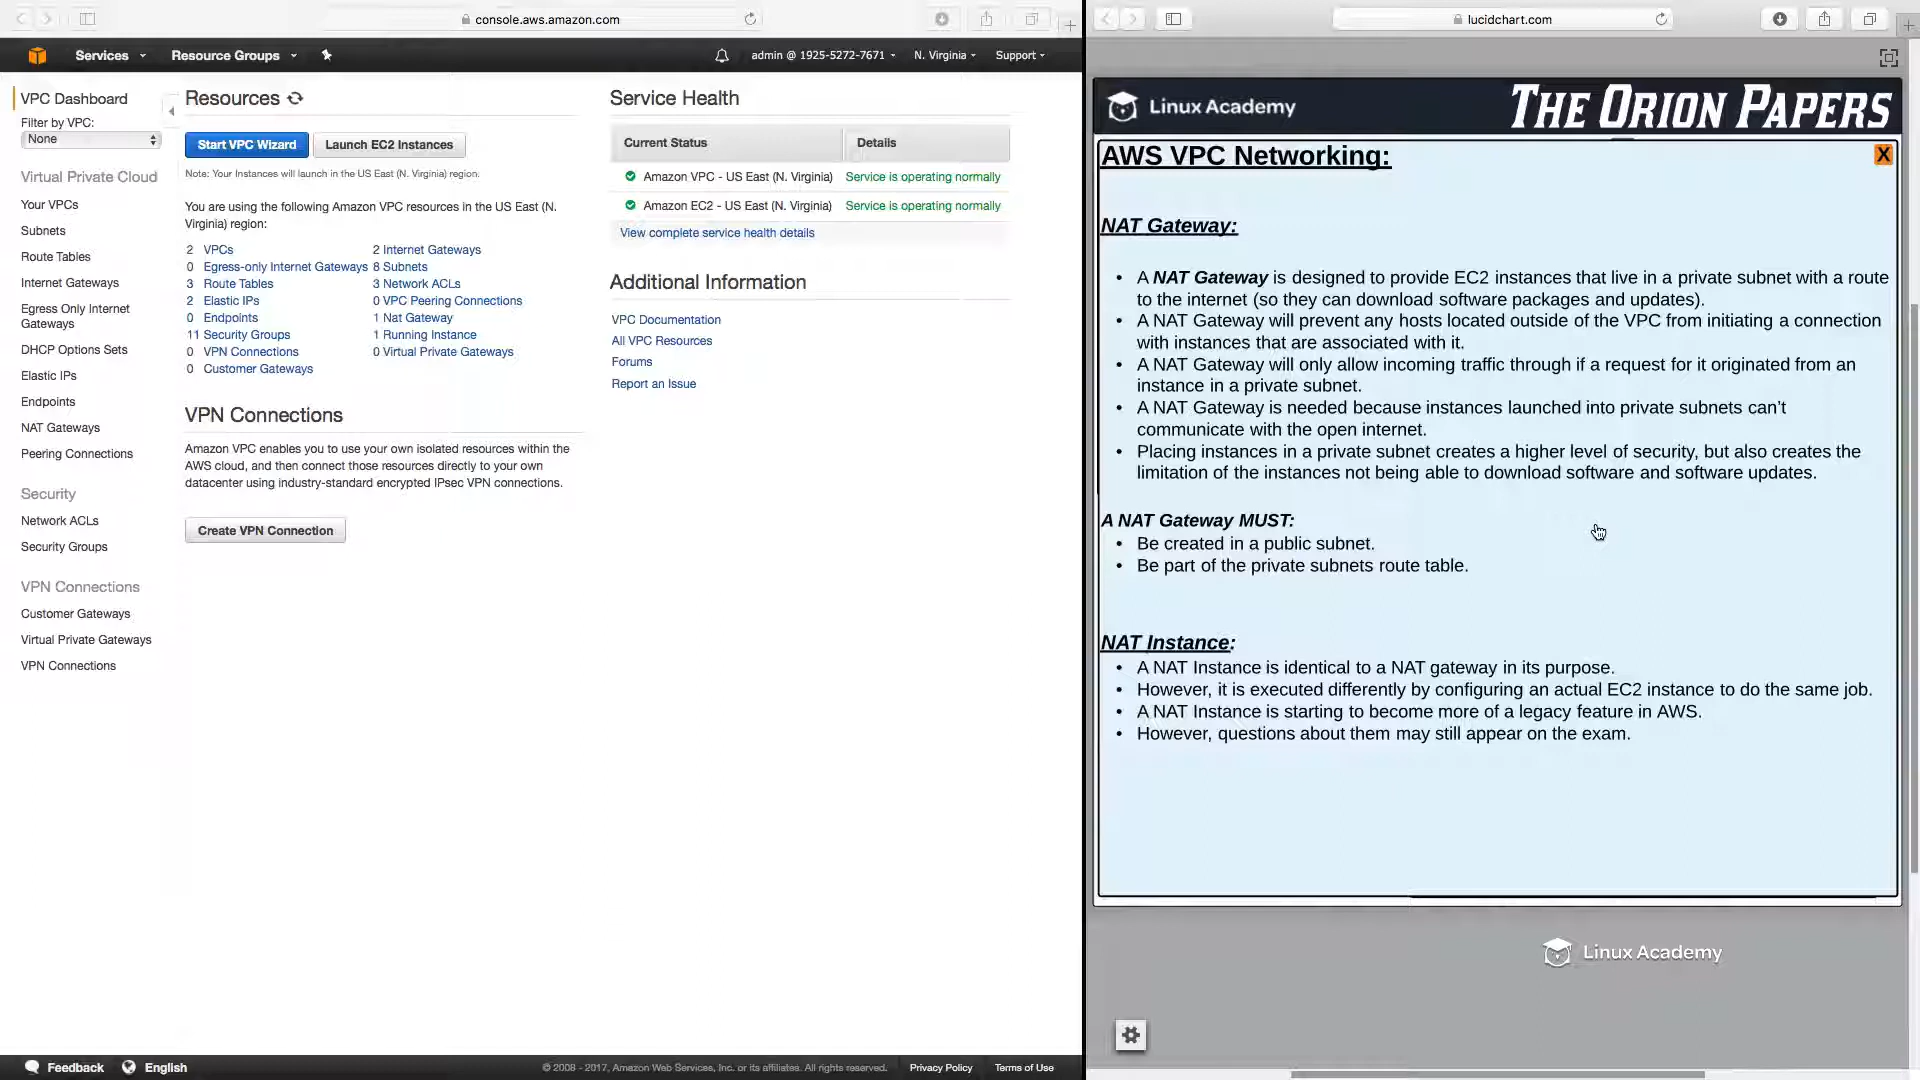 console.aws.amazon.com
Services
Resource Groups
admin @ 1925-5272-7671
N. Virginia
Support
VPC Dashboard
Filter by VPC:
None
Virtual Private Cloud
Your VPCs
Subnets
Route Tables
Internet Gateways
Egress Only Internet
Gateways
DHCP Options Sets
Elastic IPs
Endpoints
NAT Gateways
Peering Connections
Security
Network ACLs
Security Groups
VPN Connections
Customer Gateways
Virtual Private Gateways
VPN Connections
Resources
Start VPC Wizard
Launch EC2 Instances
Note: Your Instances will launch in the US East (N. Virginia) region.
You are using the following Amazon VPC resources in the US East (N.
Virginia) region:
2 VPCs
2 Internet Gateways
0 Egress-only Internet Gateways
8 Subnets
3 Route Tables
3 Network ACLs
2 Elastic IPs
0 VPC Peering Connections
0 Endpoints
1 Nat Gateway
11 Security Groups
1 Running Instance
0 VPN Connections
0 Virtual Private Gateways
0 Customer Gateways
VPN Connections
Amazon VPC enables you to use your own isolated resources within the
AWS cloud, and then connect those resources directly to your own
datacenter using industry-standard encrypted IPsec VPN connections.
Create VPN Connection
Service Health
Current Status
Details
Amazon VPC - US East (N. Virginia)
Service is operating normally
Amazon EC2 - US East (N. Virginia)
Service is operating normally
View complete service health details
Additional Information
VPC Documentation
All VPC Resources
Forums
Report an Issue
Feedback
English
© 2008 - 2017, Amazon Web Services, Inc. or its affiliates. All rights reserved.
Privacy Policy
Terms of Use
lucidchart.com
Linux Academy
THE ORION PAPERS
AWS VPC Networking:
X
NAT Gateway:
• A NAT Gateway is designed to provide EC2 instances that live in a private subnet with a route
to the internet (so they can download software packages and updates).
• A NAT Gateway will prevent any hosts located outside of the VPC from initiating a connection
with instances that are associated with it.
• A NAT Gateway will only allow incoming traffic through if a request for it originated from an
instance in a private subnet.
• A NAT Gateway is needed because instances launched into private subnets can't
communicate with the open internet.
• Placing instances in a private subnet creates a higher level of security, but also creates the
limitation of the instances not being able to download software and software updates.
A NAT Gateway MUST:
• Be created in a public subnet.
• Be part of the private subnets route table.
NAT Instance:
• A NAT Instance is identical to a NAT gateway in its purpose.
• However, it is executed differently by configuring an actual EC2 instance to do the same job.
• A NAT Instance is starting to become more of a legacy feature in AWS.
• However, questions about them may still appear on the exam.
Linux Academy